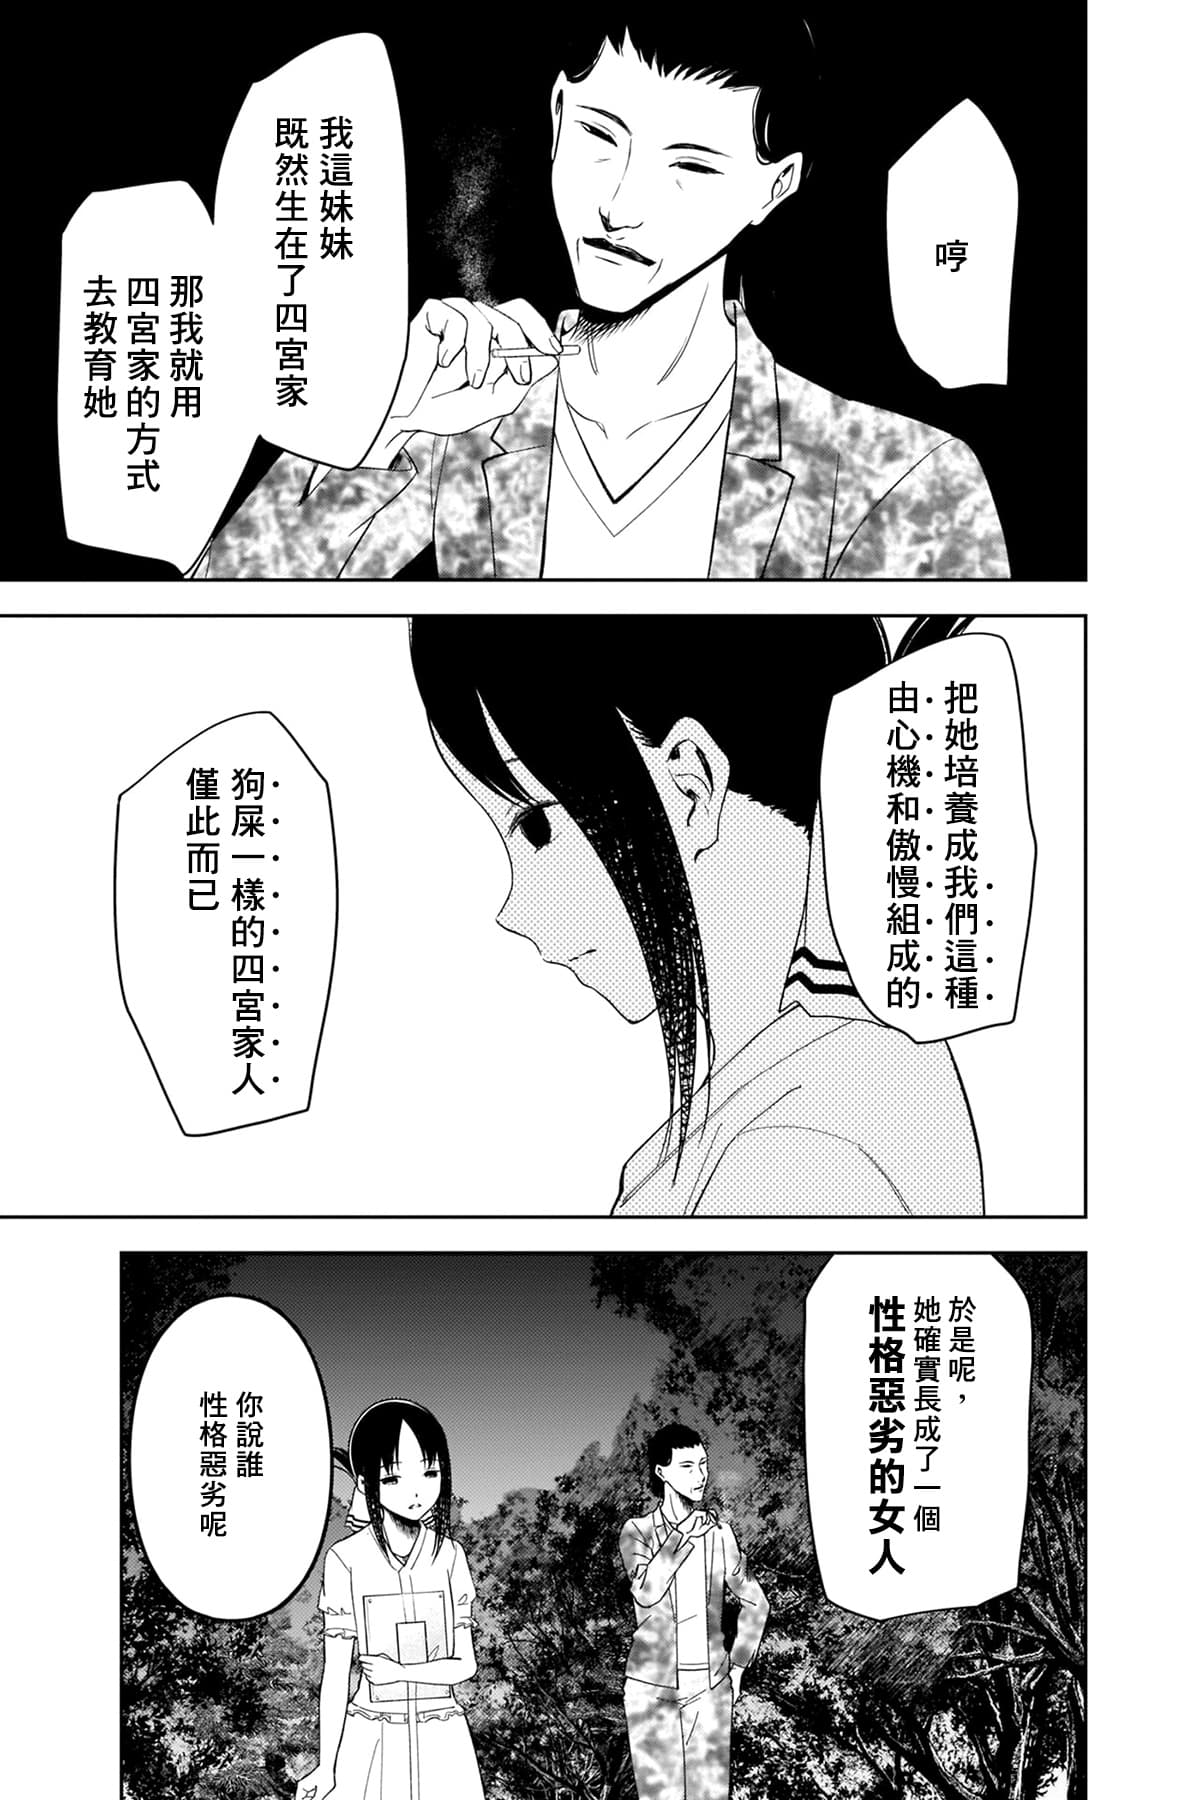 哼
我這妹妹
既然生在了四宮家
那我就用
四宮家的方式
去教育她
把她培養成我們這種
由心機和傲慢組成的
狗屎一樣的四宮家人
僅此而已
於是呢，
她確實長成了一個
性格惡劣的女人
你說誰
性格惡劣呢